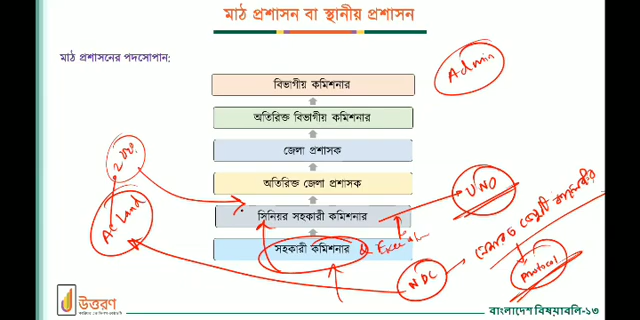 মাঠ প্রশাসন বা স্থানীয় প্রশাসন
মাঠ প্রশাসনের পদসোপান:
Admin
বিভাগীয় কমিশনার
অতিরিক্ত বিভাগীয় কমিশনার
জেলা প্রশাসক
অতিরিক্ত জেলা প্রশাসক
UNO
সিনিয়র সহকারী কমিশনার
AC Land
সহকারী কমিশনার
NDC
Protocol
উত্তরণ
বাংলাদেশ বিষয়াবলি-১৩